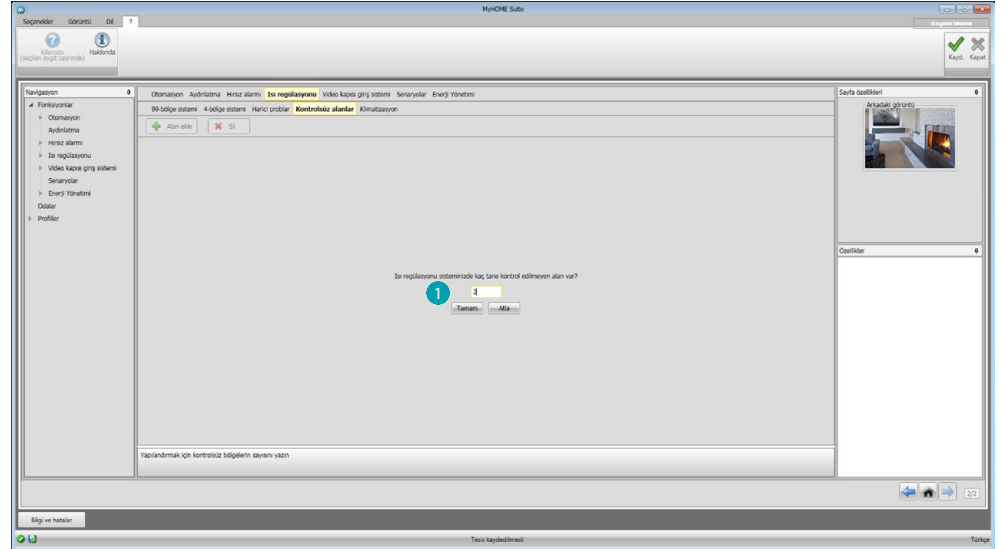 MyHOME Suite
Seçenekler Görüntü Dil ?
Kılavuzu
(seçilen aygıt üzerinde)
Hakkında
Kayd. Kapat
Navigasyon
Fonksiyonlar
Otomasyon
Aydınlatma
Hırsız alarmı
Isı regülasyonu
Video kapısı giriş sistemi
Senaryolar
Enerji Yönetimi
Odalar
Profiller
Otomasyon Aydınlatma Hırsız alarmı Isı regülasyonu Video kapısı giriş sistemi Senaryolar Enerji Yönetimi
99-bölge sistemi 4-bölge sistemi Harici problar Kontrolsüz alanlar Klimatizasyon
Alan ekle Sil
Isı regülasyonu sisteminizde kaç tane kontrol edilmeyen alan var?
1
2
Tamam Atla
Yapılandırmak için kontrolsüz bölgelerin sayısını yazın
Sayfa özellikleri
Arkadaki görüntü
Özellikler
2/2
Bilgi ve hatalar
Tesis kaydedilmedi
Türkçe